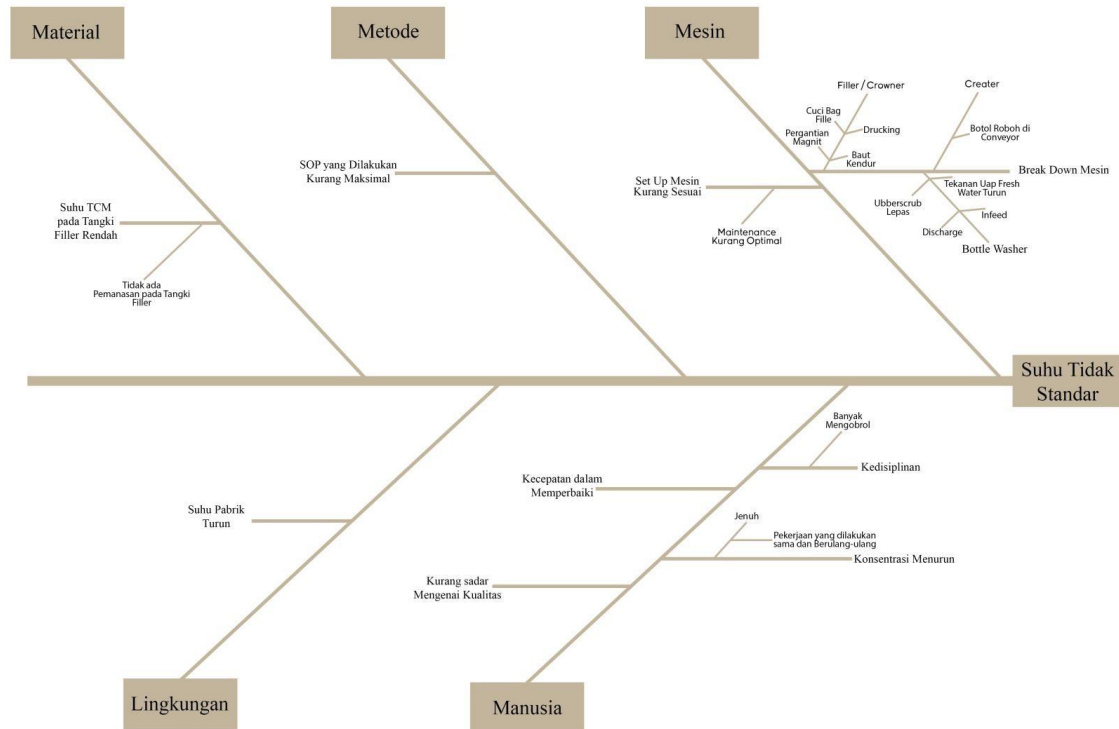 Material
Metode
Mesin
Filler / Crowner
Creater
Cuci Bag
Fille
Drucking
Pergantian
Magnit
Baut
Kendur
Botol Roboh di
Conveyor
Break Down Mesin
SOP yang Dilakukan
Kurang Maksimal
Set Up Mesin
Kurang Sesuai
Tekanan Uap Fresh
Water Turun
Ubberscrub
Lepas
Infeed
Discharge
Bottle Washer
Maintenance
Kurang Optimal
Suhu TCM
pada Tangki
Filler Rendah
Tidak ada
Pemanasan pada Tangki
Filler
Suhu Tidak
Standar
Banyak
Mengobrol
Kedisiplinan
Kecepatan dalam
Memperbaiki
Suhu Pabrik
Turun
Jenuh
Pekerjaan yang dilakukan
sama dan Berulang-ulang
Konsentrasi Menurun
Kurang sadar
Mengenai Kualitas
Lingkungan
Manusia